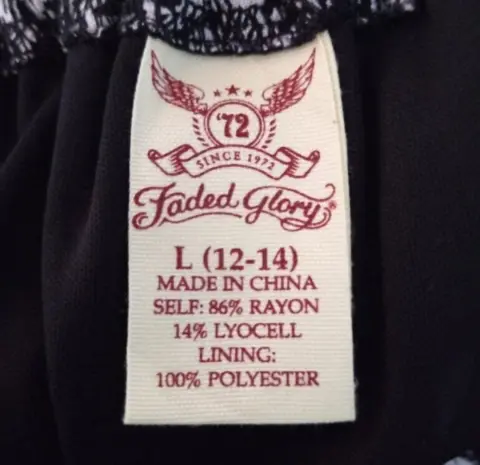 '72
SINCE 1972
Faded Glory®
L (12-14)
MADE IN CHINA
SELF: 86% RAYON
14% LYOCELL
LINING:
100% POLYESTER